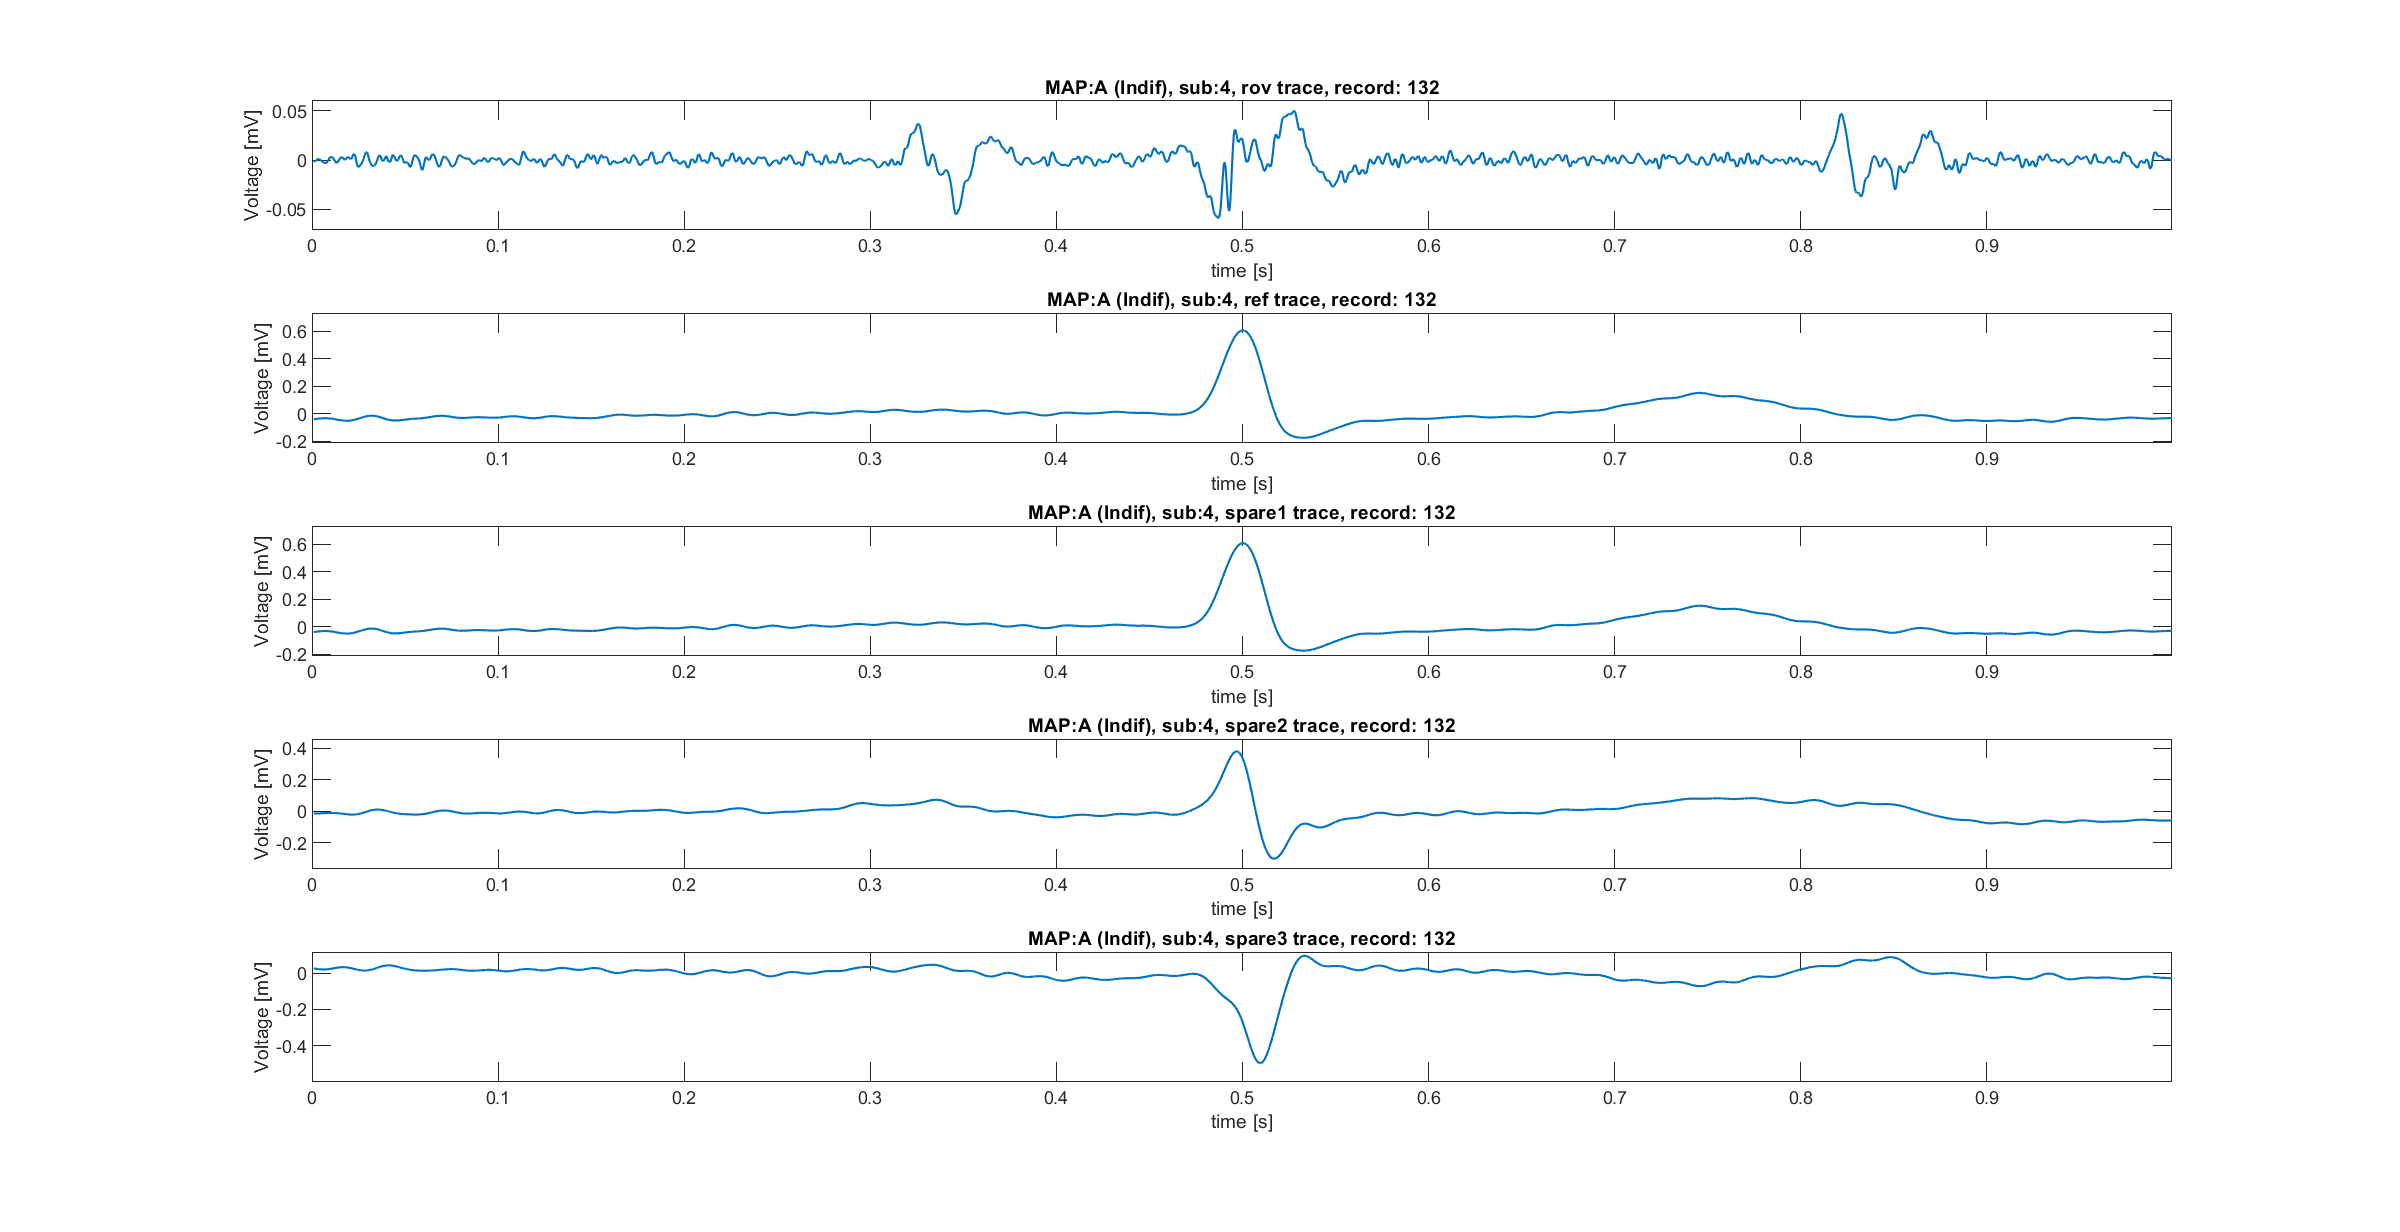 MAP:A (Indif), sub:4, rov trace, record: 132
Voltage [mV]
0.05
0
-0.05
0 0.1 0.2 0.3 0.4 0.5 0.6 0.7 0.8 0.9
time [s]
MAP:A (Indif), sub:4, ref trace, record: 132
Voltage [mV]
0.6
0.4
0.2
0
-0.2
0 0.1 0.2 0.3 0.4 0.5 0.6 0.7 0.8 0.9
time [s]
MAP:A (Indif), sub:4, spare1 trace, record: 132
Voltage [mV]
0.6
0.4
0.2
0
-0.2
0 0.1 0.2 0.3 0.4 0.5 0.6 0.7 0.8 0.9
time [s]
MAP:A (Indif), sub:4, spare2 trace, record: 132
Voltage [mV]
0.4
0.2
0
-0.2
0 0.1 0.2 0.3 0.4 0.5 0.6 0.7 0.8 0.9
time [s]
MAP:A (Indif), sub:4, spare3 trace, record: 132
Voltage [mV]
0
-0.2
-0.4
0 0.1 0.2 0.3 0.4 0.5 0.6 0.7 0.8 0.9
time [s]